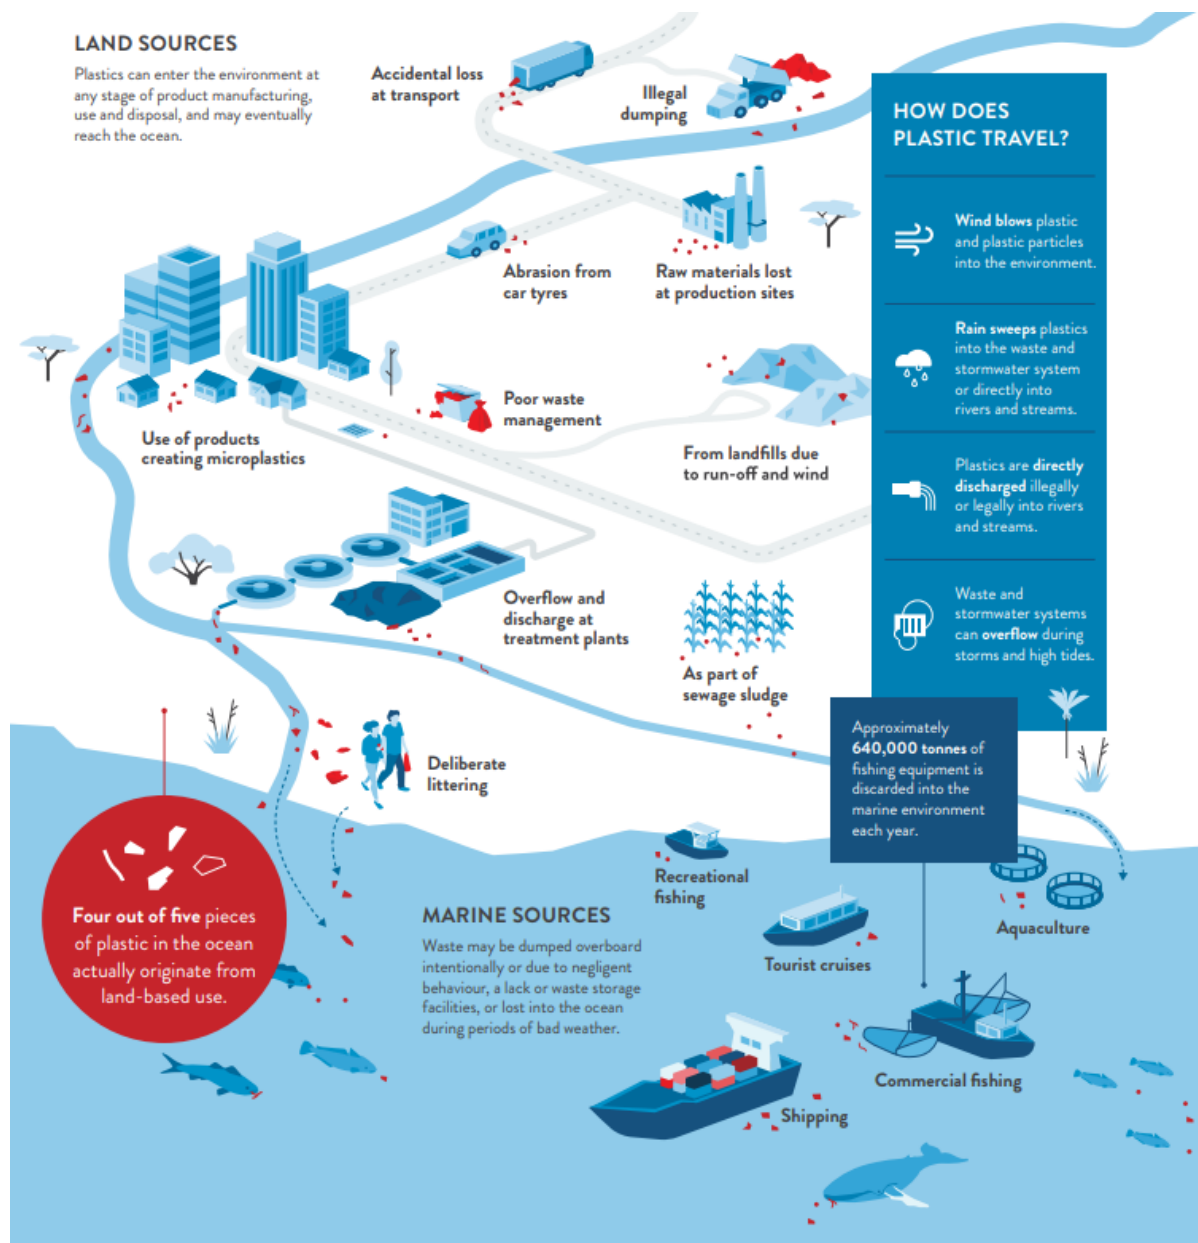 LAND SOURCES
Plastics can enter the environment at
any stage of product manufacturing,
use and disposal, and may eventually
reach the ocean.
Accidental loss
at transport
Illegal
dumping
HOW DOES
PLASTIC TRAVEL?
Wind blows plastic
and plastic particles
into the environment.
Rain sweeps plastics
into the waste and
stormwater system
or directly into
rivers and streams.
Plastics are directly
discharged illegally
or legally into rivers
and streams.
Waste and
stormwater systems
can overflow during
storms and high tides.
Abrasion from
car tyres
Raw materials lost
at production sites
Use of products
creating microplastics
Poor waste
management
From landfills due
to run-off and wind
Overflow and
discharge at
treatment plants
As part of
sewage sludge
Deliberate
littering
Approximately
640,000 tonnes of
fishing equipment is
discarded into the
marine environment
each year.
Four out of five pieces
of plastic in the ocean
actually originate from
land-based use.
MARINE SOURCES
Waste may be dumped overboard
intentionally or due to negligent
behaviour, a lack or waste storage
facilities, or lost into the ocean
during periods of bad weather.
Recreational
fishing
Tourist cruises
Aquaculture
Commercial fishing
Shipping